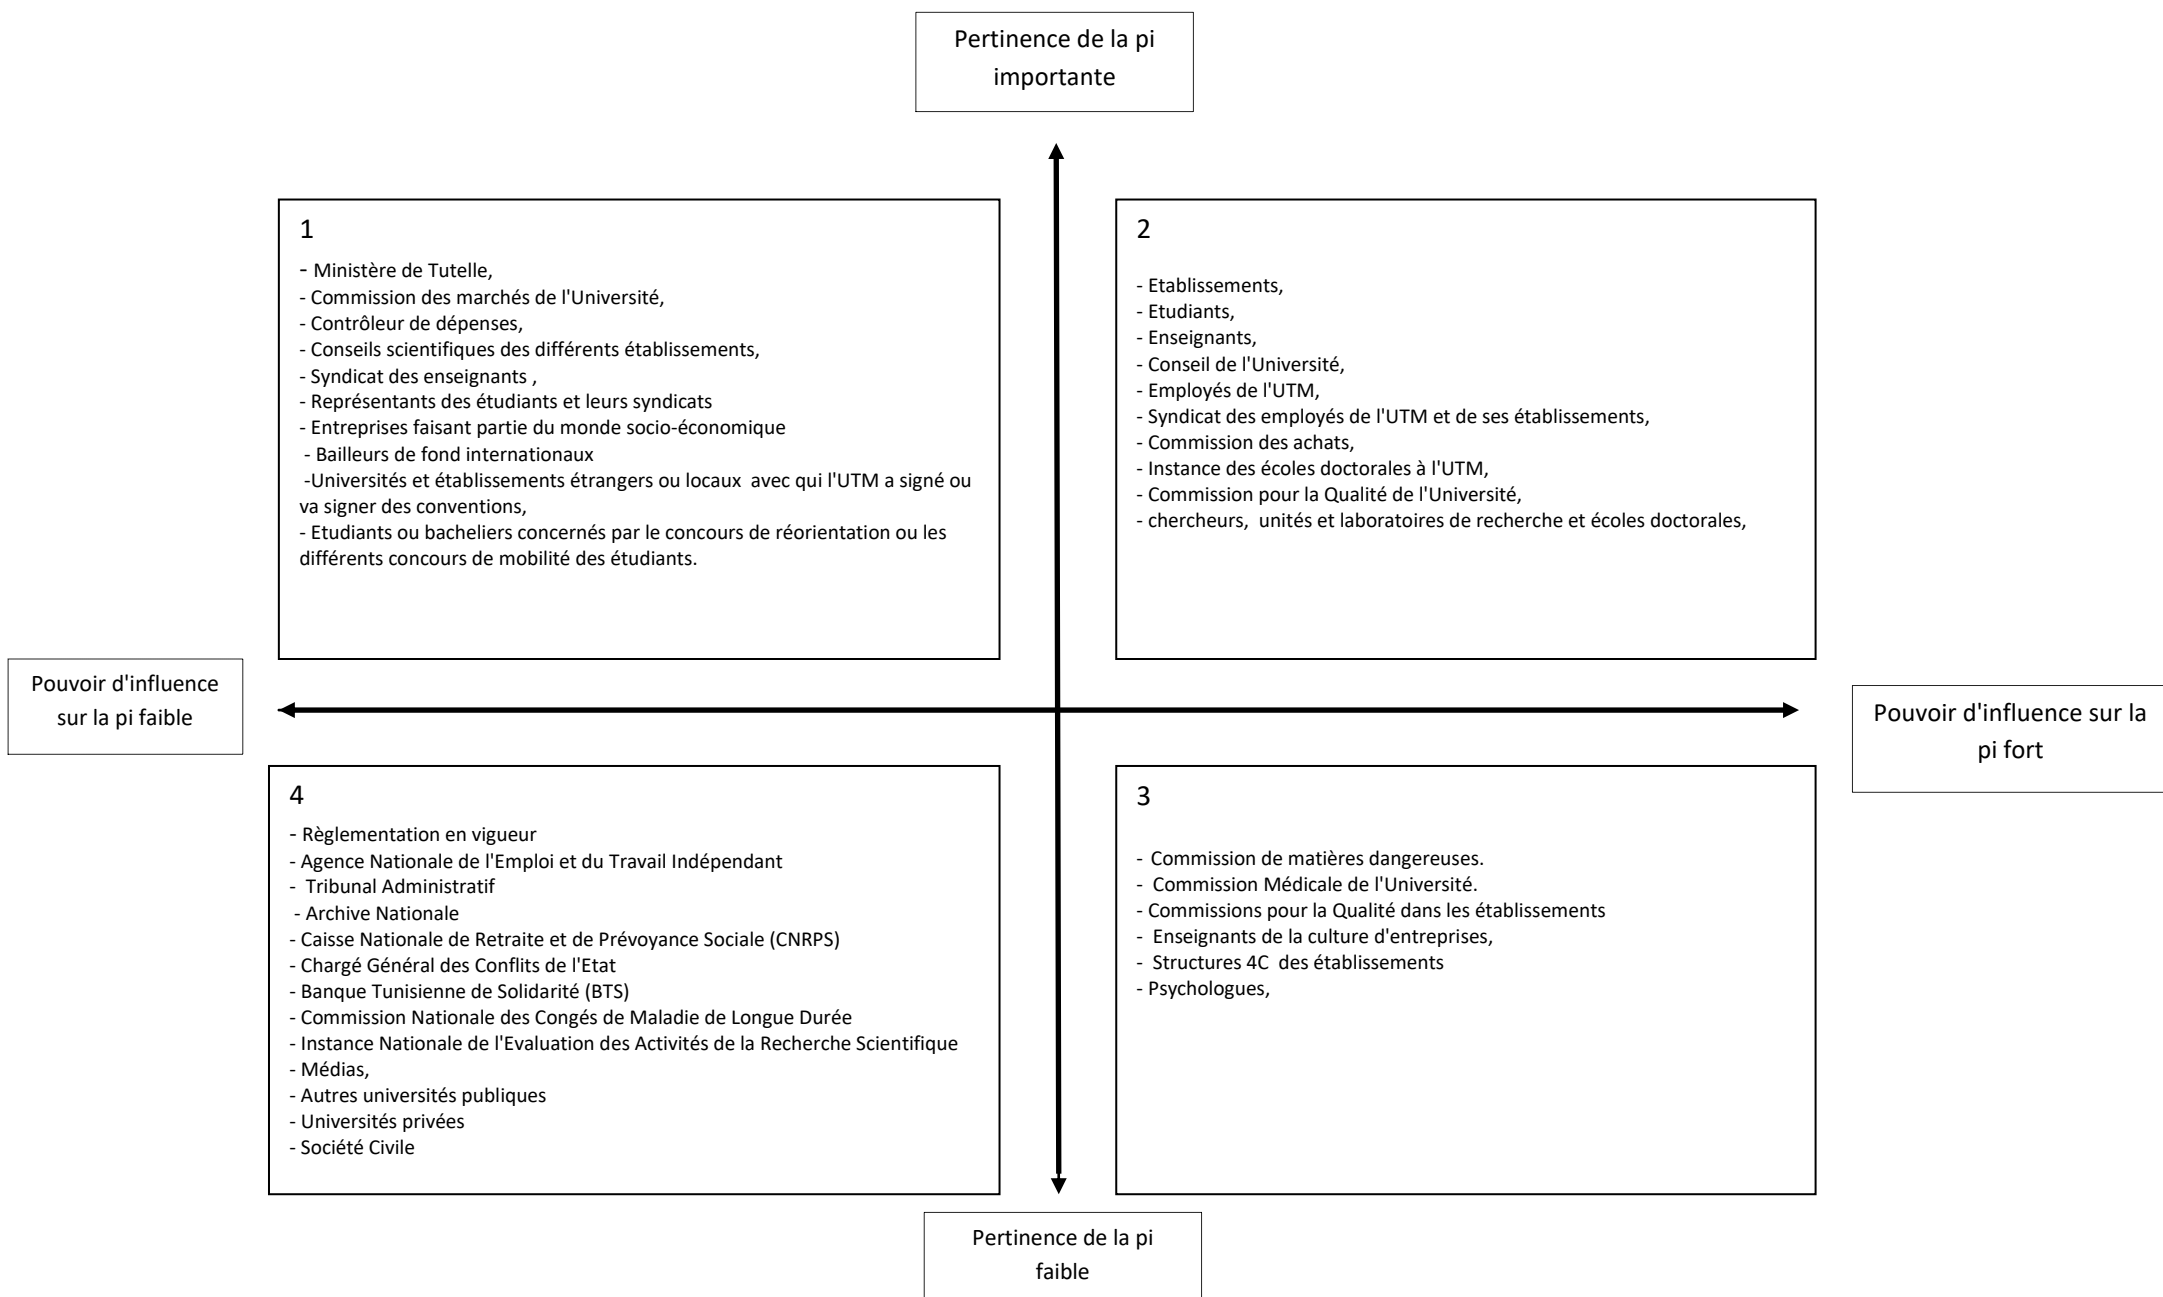 Pertinence de la pi
importante
1
- Ministère de Tutelle,
- Commission des marchés de l'Université,
- Contrôleur de dépenses,
- Conseils scientifiques des différents établissements,
- Syndicat des enseignants ,
- Représentants des étudiants et leurs syndicats
- Entreprises faisant partie du monde socio-économique
- Bailleurs de fond internationaux
-Universités et établissements étrangers ou locaux  avec qui l'UTM a signé ou
va signer des conventions,
- Etudiants ou bacheliers concernés par le concours de réorientation ou les
différents concours de mobilité des étudiants.
2
- Etablissements,
- Etudiants,
- Enseignants,
- Conseil de l'Université,
- Employés de l'UTM,
- Syndicat des employés de l'UTM et de ses établissements,
- Commission des achats,
- Instance des écoles doctorales à l'UTM,
- Commission pour la Qualité de l'Université,
- chercheurs,  unités et laboratoires de recherche et écoles doctorales,
Pouvoir d'influence
sur la pi faible
Pouvoir d'influence sur la
pi fort
4
- Règlementation en vigueur
- Agence Nationale de l'Emploi et du Travail Indépendant
-  Tribunal Administratif
- Archive Nationale
- Caisse Nationale de Retraite et de Prévoyance Sociale (CNRPS)
- Chargé Général des Conflits de l'Etat
- Banque Tunisienne de Solidarité (BTS)
- Commission Nationale des Congés de Maladie de Longue Durée
- Instance Nationale de l'Evaluation des Activités de la Recherche Scientifique
- Médias,
- Autres universités publiques
- Universités privées
- Société Civile
3
-  Commission de matières dangereuses.
-  Commission Médicale de l'Université.
- Commissions pour la Qualité dans les établissements
-  Enseignants de la culture d'entreprises,
-  Structures 4C  des établissements
- Psychologues,
Pertinence de la pi
faible